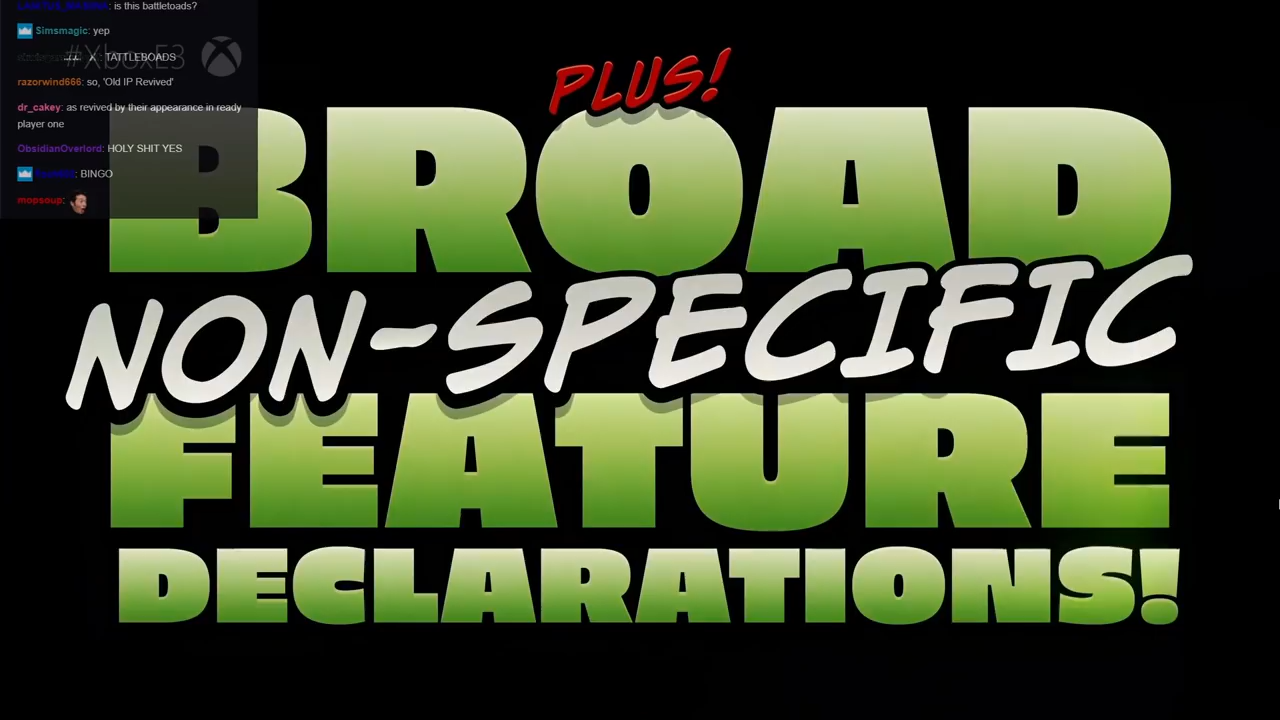 : is this battletoads?
Simsmagic: yep
#XboxE3
: TATTLEBOADS
razorwind666: so, 'Old IP Revived'
dr_cakey: as revived by their appearance in ready
player one
ObsidianOverlord: HOLY SHIT YES
: BINGO
mopsoup:
PLUS!
BROAD
NON-SPECIFIC
FEATURE
DECLARATIONS!